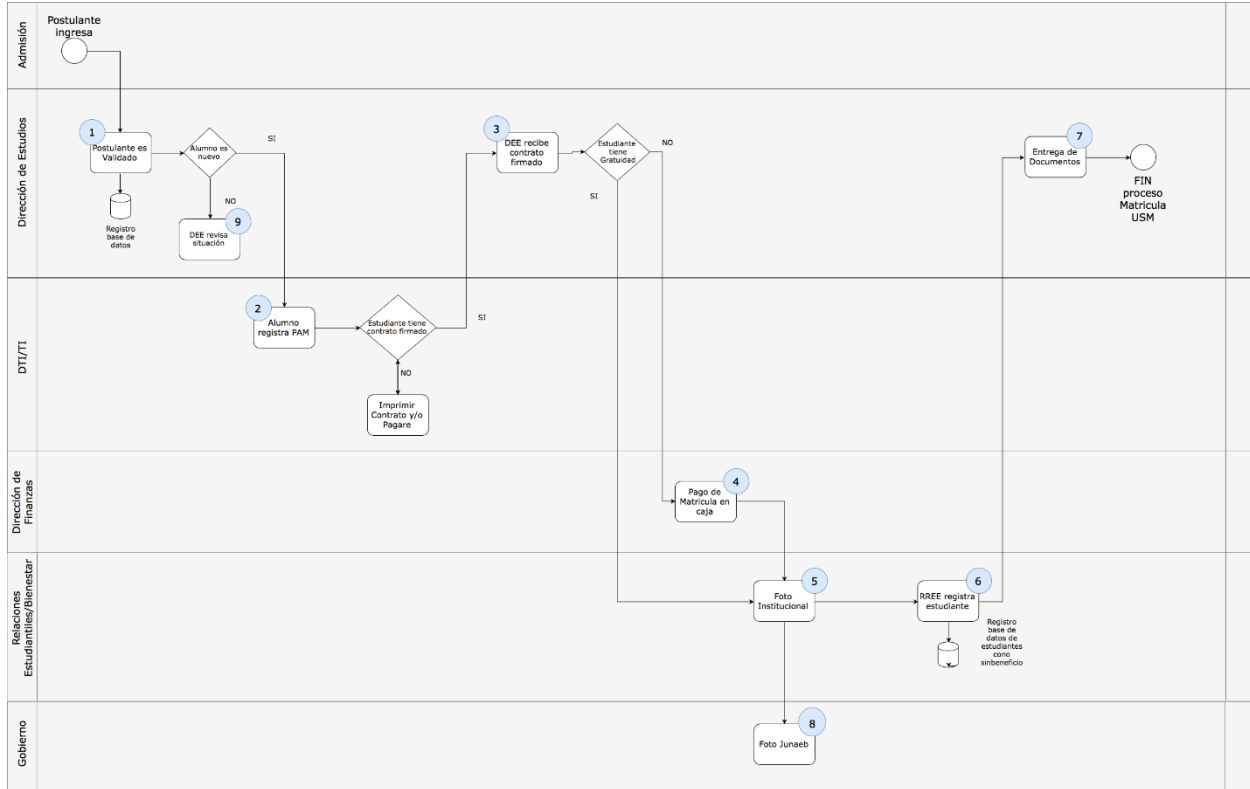 Admisión
Postulante
ingresa
Dirección de Estudios
1
Postulante es
Validado
Registro
base de
datos
Alumno es
nuevo
SI
NO
9
DEE revisa
situación
3
DEE recibe
contrato
firmado
Estudiante
tiene
Gratuidad
NO
SI
7
Entrega de
Documentos
FIN
proceso
Matricula
USM
DTI/TI
2
Alumno
registra PAM
Estudiante tiene
contrato firmado
SI
NO
Imprimir
Contrato y/o
Pagare
Dirección de
Finanzas
4
Pago de
Matricula en
caja
Relaciones
Estudiantiles/Bienestar
5
Foto
Institucional
6
RREE registra
estudiante
Registro
base de
datos de
estudiantes
cono
sinbeneficio
Gobierno
8
Foto Junaeb